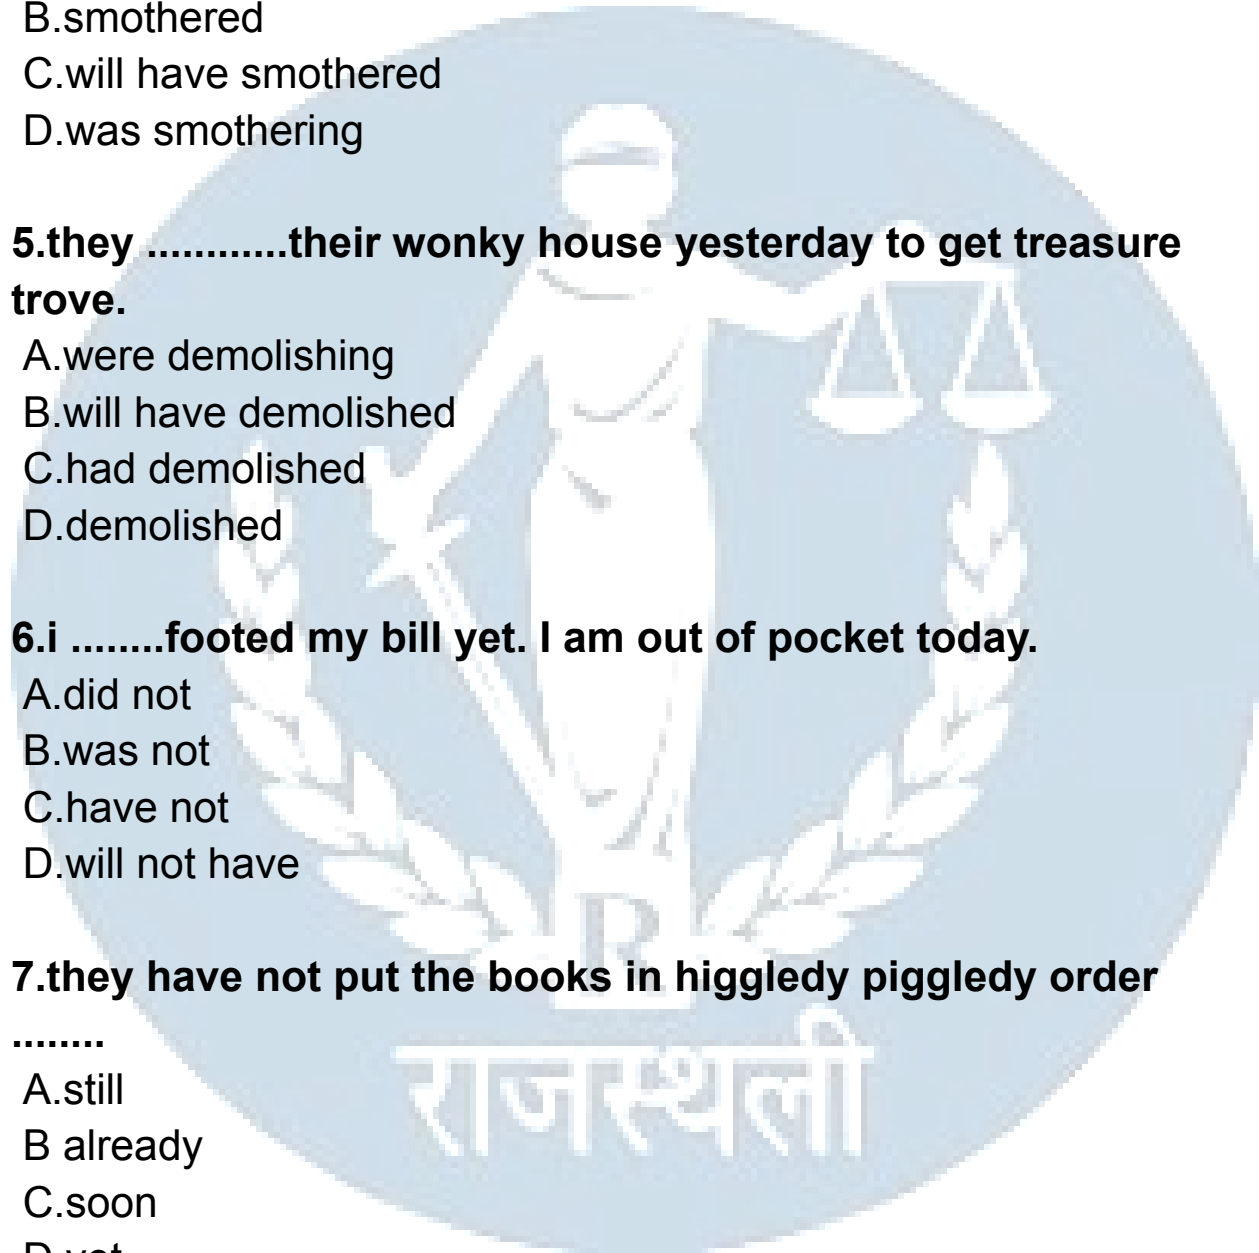 B.smothered
C.will have smothered
D.was smothering
5.they ............their wonky house yesterday to get treasure
trove.
A.were demolishing
B.will have demolished
C.had demolished
D.demolished
6.i ........footed my bill yet. I am out of pocket today.
A.did not
B.was not
C.have not
D.will not have
7.they have not put the books in higgledy piggledy order
........
A.still
B already
C.soon
D.yet
R
राजस्थली